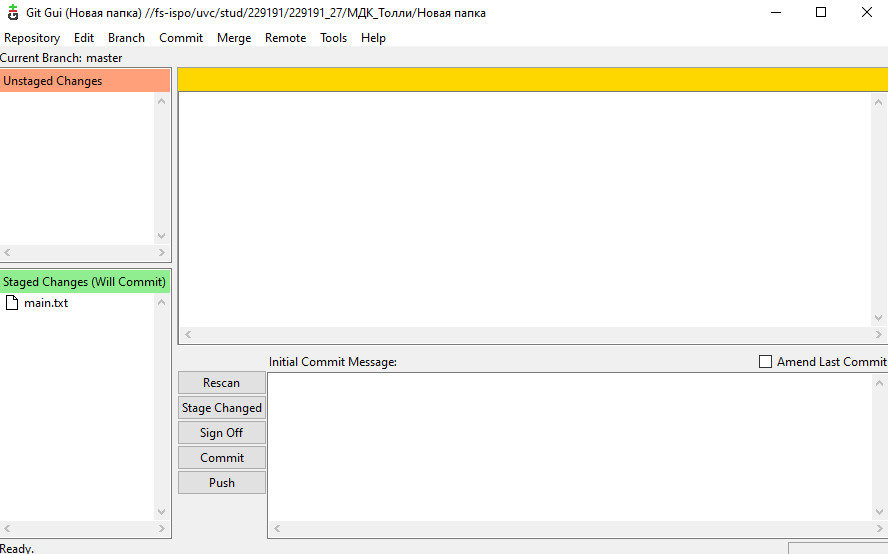 Git Gui (Новая папка) //fs-ispo/uvc/stud/229191/229191_27/МДК_Толли/Новая папка
Repository Edit Branch Commit Merge Remote Tools Help
Current Branch: master
Unstaged Changes
Staged Changes (Will Commit)
main.txt
Initial Commit Message:
Amend Last Commit
Rescan
Stage Changed
Sign Off
Commit
Push
Ready.